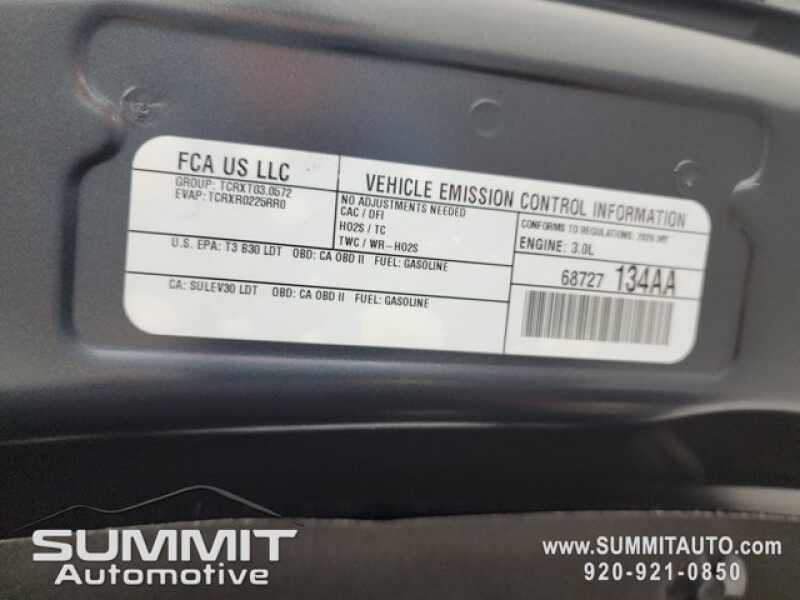 FCA US LLC
GROUP: TCRXT03.0572
EVAP: TCRXR0225RR0
VEHICLE EMISSION CONTROL INFORMATION
NO ADJUSTMENTS NEEDED
CAC / DFI
HO2S / TC
TWC / WR-HO2S
CONFORMS TO REGULATIONS: 2026 MY
ENGINE: 3.0L
U.S. EPA: T3 B30 LDT OBD: CA OBD II FUEL: GASOLINE
CA: SULEV30 LDT OBD: CA OBD II FUEL: GASOLINE
68727 134AA
SUMMIT
Automotive
www.SUMMITAUTO.com
920-921-0850